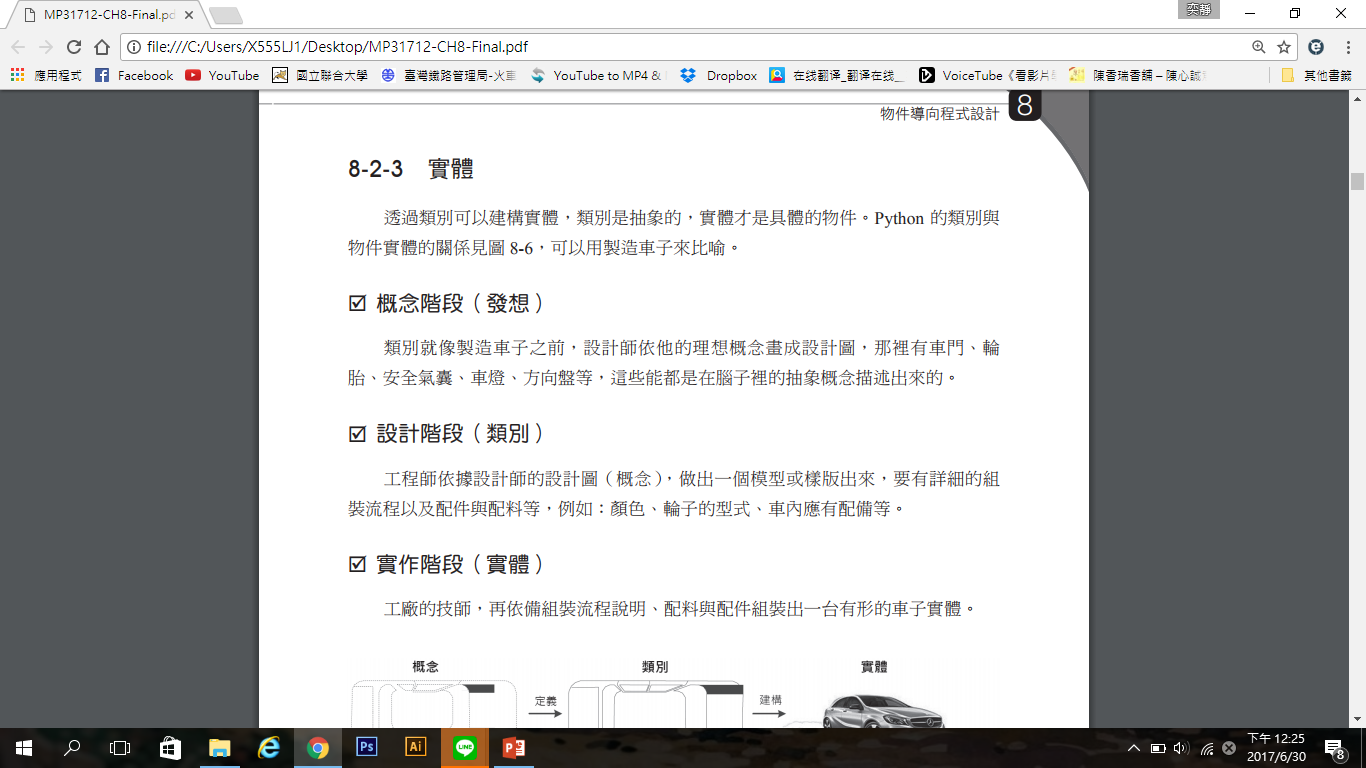 MP31712-CH8-Final.pd
奕靜
file:///C:/Users/X555LJ1/Desktop/MP31712-CH8-Final.pdf
應用程式 Facebook YouTube 國立聯合大學 臺灣鐵路管理局-火車 YouTube to MP4 & Dropbox 在线翻译_翻译在线_ VoiceTube《看影片 陳香瑞香舖 – 陳心誠 其他書籤
物件導向程式設計 8
8-2-3 實體
透過類別可以建構實體，類別是抽象的，實體才是具體的物件。Python 的類別與
物件實體的關係見圖 8-6，可以用製造車子來比喻。
概念階段（發想）
類別就像製造車子之前，設計師依他的理想概念畫成設計圖，那裡有車門、輪
胎、安全氣囊、車燈、方向盤等，這些能都是在腦子裡的抽象概念描述出來的。
設計階段（類別）
工程師依據設計師的設計圖（概念），做出一個模型或樣版出來，要有詳細的組
裝流程以及配件與配料等，例如：顏色、輪子的型式、車內應有配備等。
實作階段（實體）
工廠的技師，再依備組裝流程說明、配料與配件組裝出一台有形的車子實體。
概念 類別 實體
定義 建構
Ps Ai LINE P
下午 12:25
2017/6/30
8